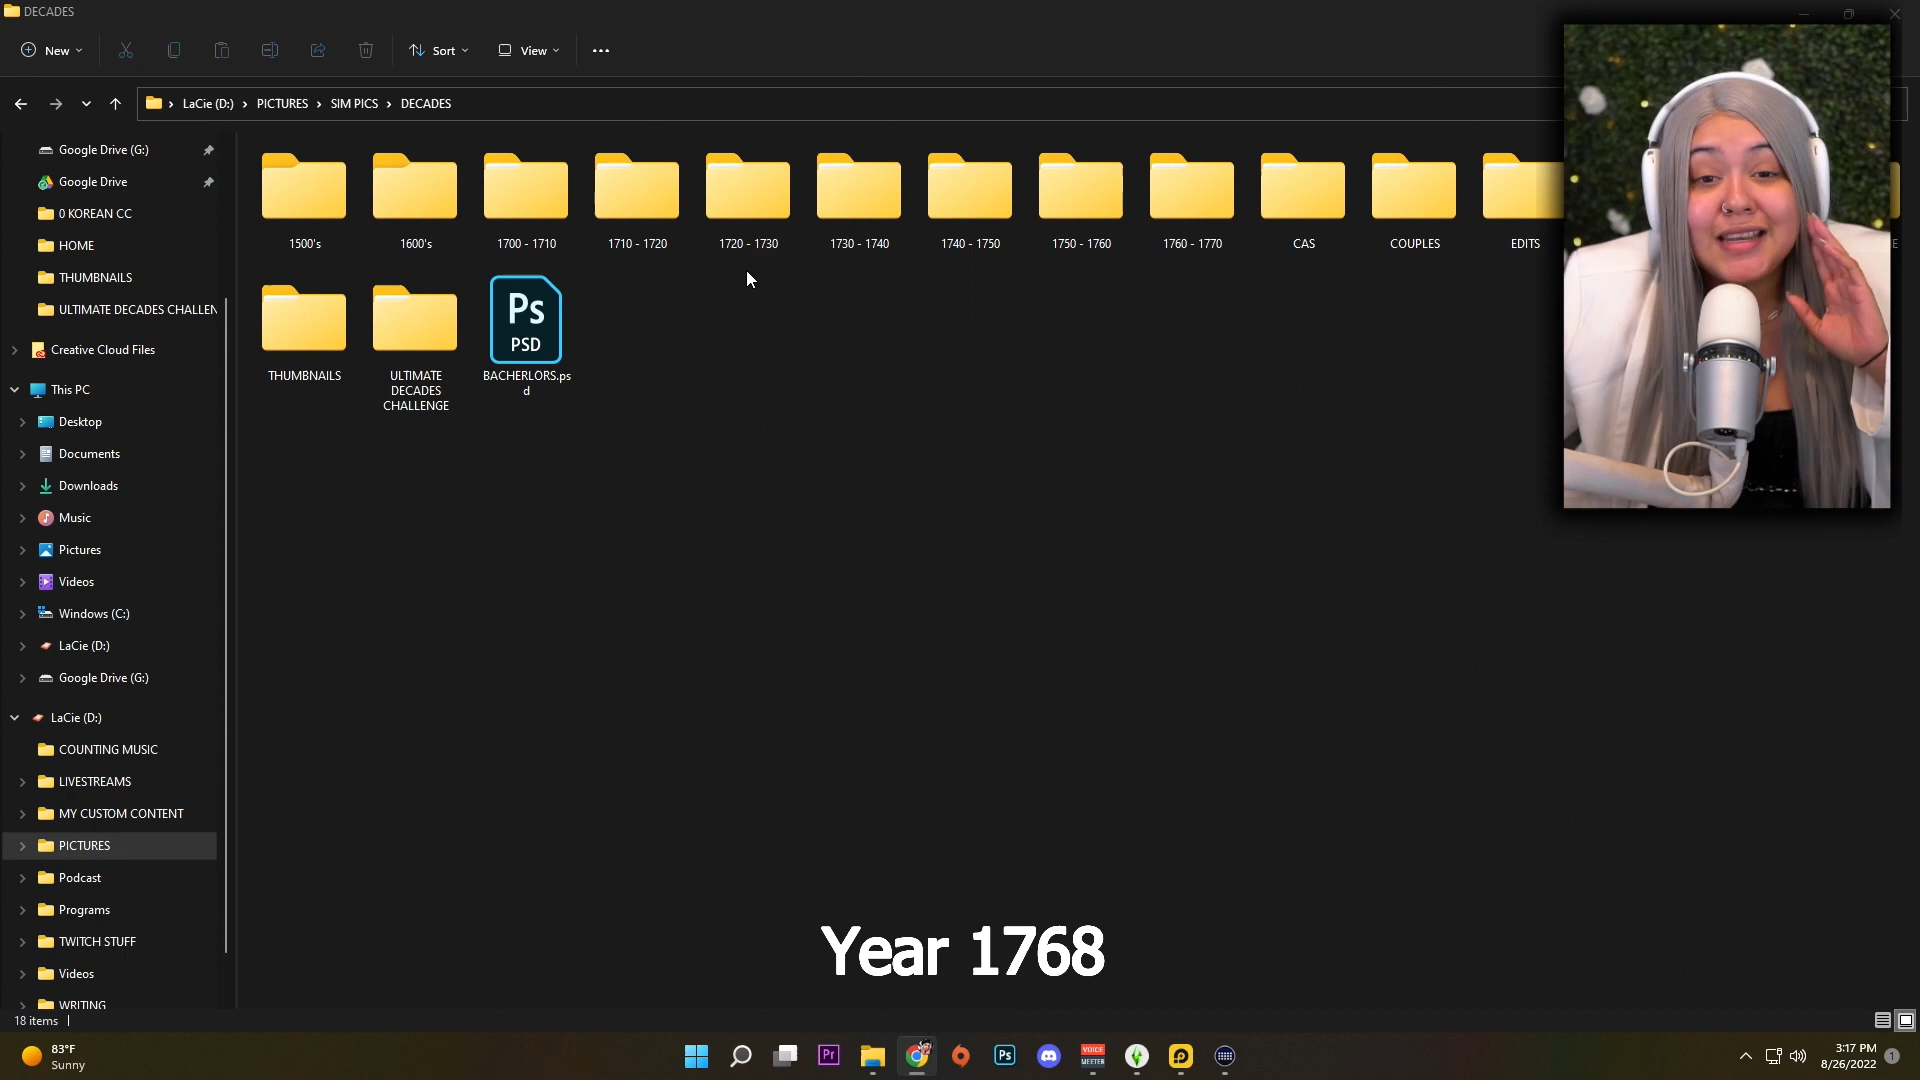 DECADES
New
Sort
View
LaCie (D:) > PICTURES > SIM PICS > DECADES
Google Drive (G:)
Google Drive
0 KOREAN CC
HOME
THUMBNAILS
ULTIMATE DECADES CHALLEN
Creative Cloud Files
This PC
Desktop
Documents
Downloads
Music
Pictures
Videos
Windows (C:)
LaCie (D:)
Google Drive (G:)
LaCie (D:)
COUNTING MUSIC
LIVESTREAMS
MY CUSTOM CONTENT
PICTURES
Podcast
Programs
TWITCH STUFF
Videos
WRITING
1500's
1600's
1700 - 1710
1710 - 1720
1720 - 1730
1730 - 1740
1740 - 1750
1750 - 1760
1760 - 1770
CAS
COUPLES
EDITS
E
THUMBNAILS
ULTIMATE
DECADES
CHALLENGE
Ps
PSD
BACHERLORS.ps
d
Year 1768
18 items
83°F
Sunny
Pr
Ps
VOICE
MEETER
3:17 PM
8/26/2022
1